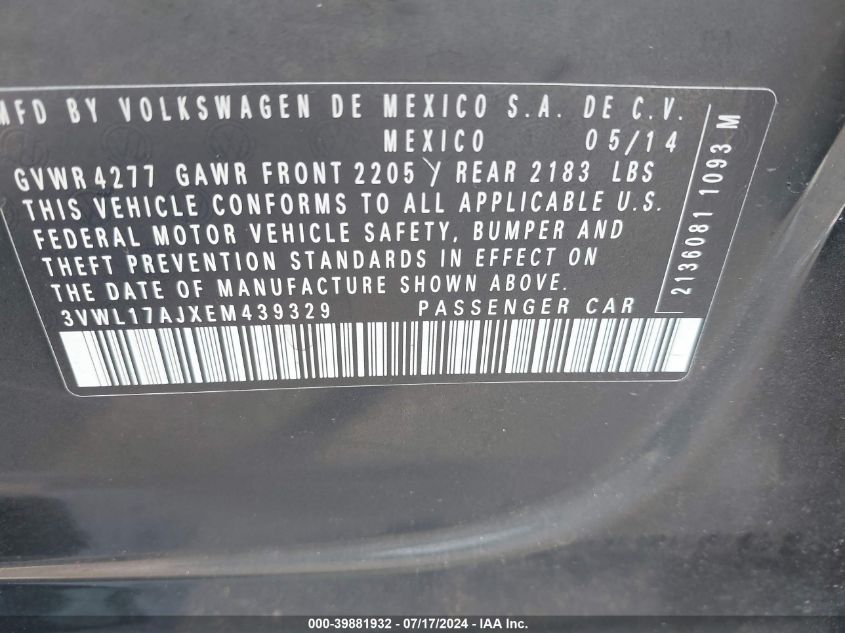 MFD BY VOLKSWAGEN DE MEXICO S.A. DE C.V.
MEXICO 05/14
GVWR 4277 GAWR FRONT 2205 Y REAR 2183 LBS
THIS VEHICLE CONFORMS TO ALL APPLICABLE U.S.
FEDERAL MOTOR VEHICLE SAFETY, BUMPER AND
THEFT PREVENTION STANDARDS IN EFFECT ON
THE DATE OF MANUFACTURE SHOWN ABOVE.
3VWL17AJXEM439329 PASSENGER CAR
2136081 1093 M
000-39881932 - 07/17/2024 - IAA Inc.